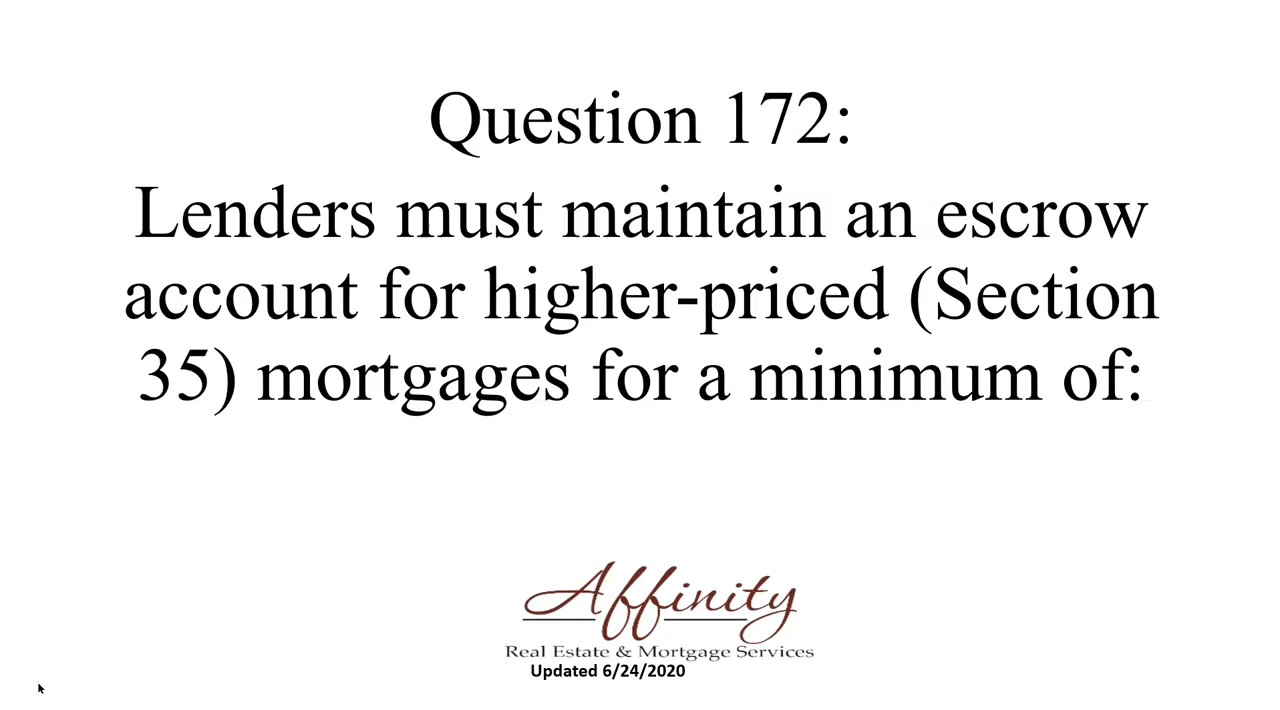 Question 172:
Lenders must maintain an escrow
account for higher-priced (Section
35) mortgages for a minimum of:
Affinity
Real Estate & Mortgage Services
Updated 6/24/2020